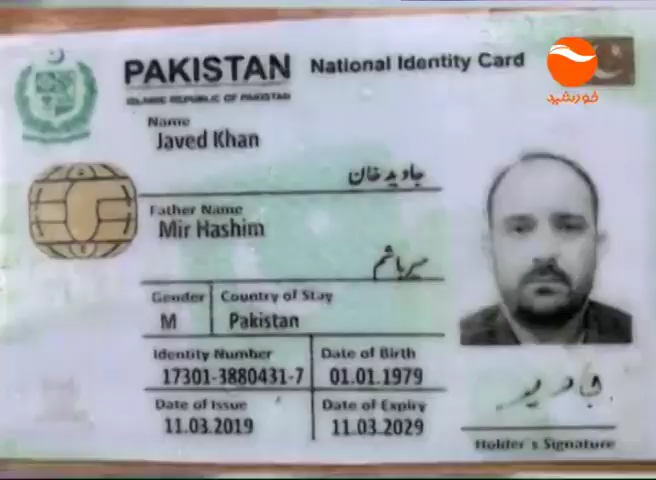 PAKISTAN National Identity Card
ISLAMIC REPUBLIC OF PAKISTAN
خورشید
Name
Javed Khan
جاوید خان
Father Name
Mir Hashim
میر ہاشم
Gender Country of Stay
M Pakistan
Identity Number Date of Birth
17301-3880431-7 01.01.1979
Date of Issue Date of Expiry
11.03.2019 11.03.2029
جاوید
Holder's Signature